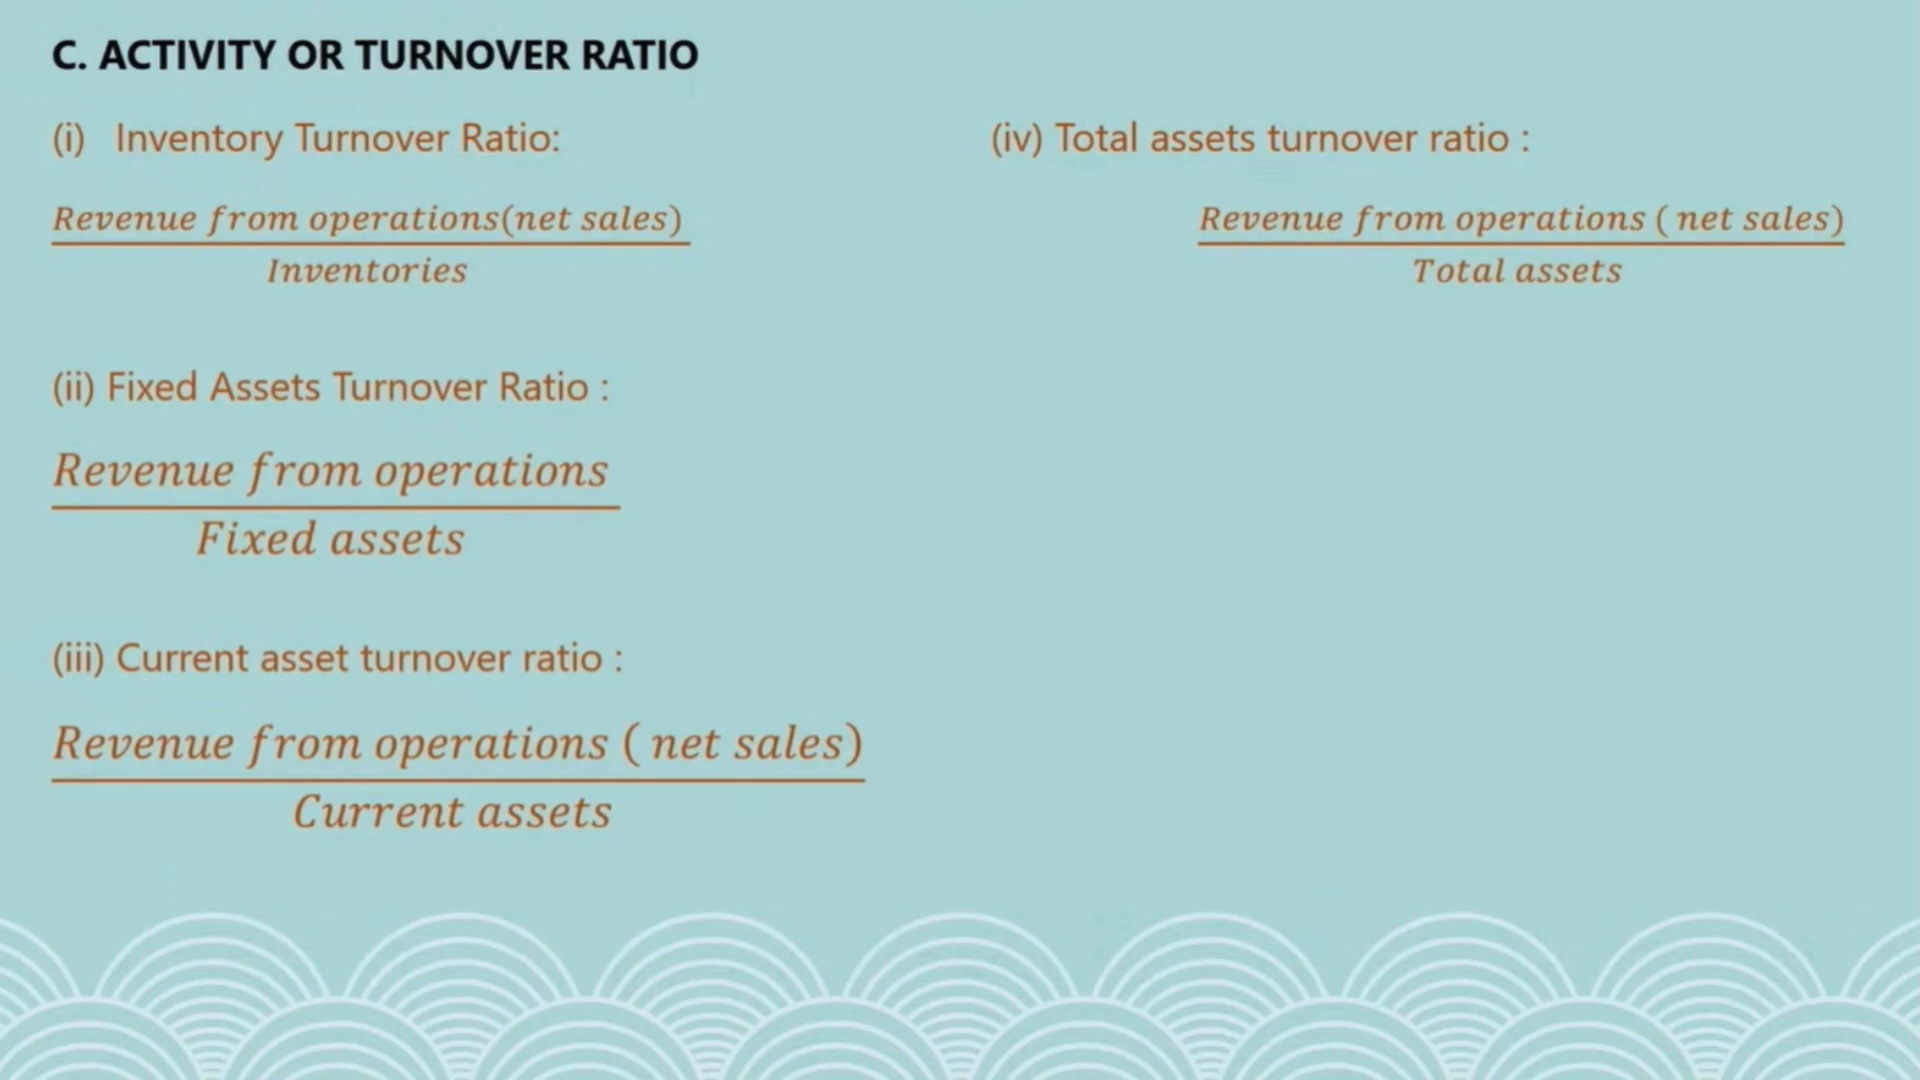 C. ACTIVITY OR TURNOVER RATIO
(i) Inventory Turnover Ratio:
Revenue from operations(net sales)
Inventories
(ii) Fixed Assets Turnover Ratio :
Revenue from operations
Fixed assets
(iii) Current asset turnover ratio :
Revenue from operations ( net sales)
Current assets
(iv) Total assets turnover ratio :
Revenue from operations ( net sales)
Total assets